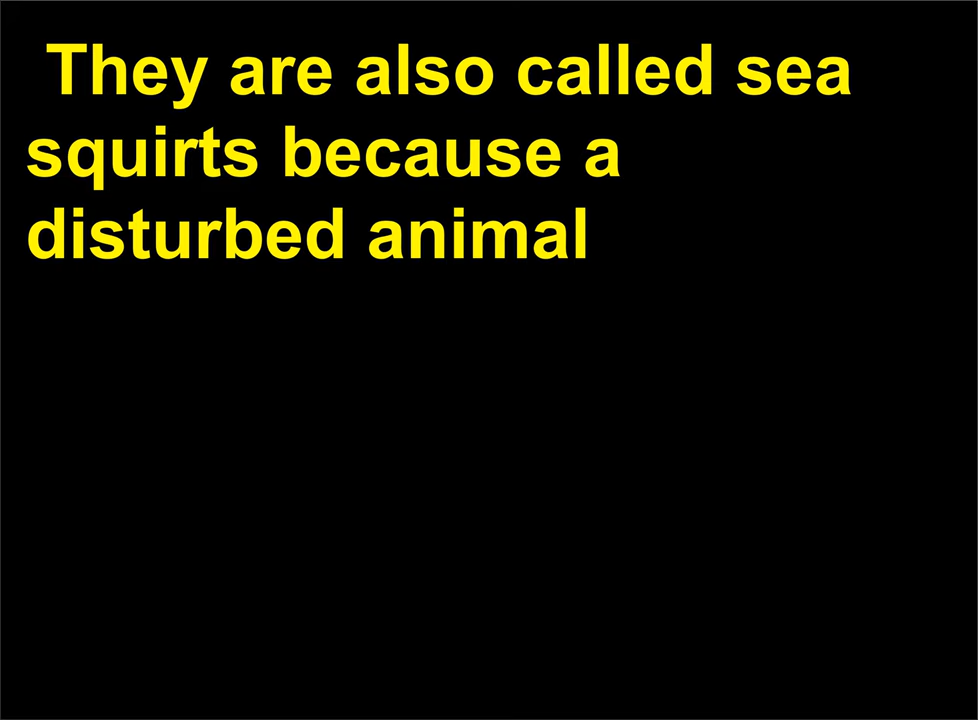 They are also called sea
squirts because a
disturbed animal